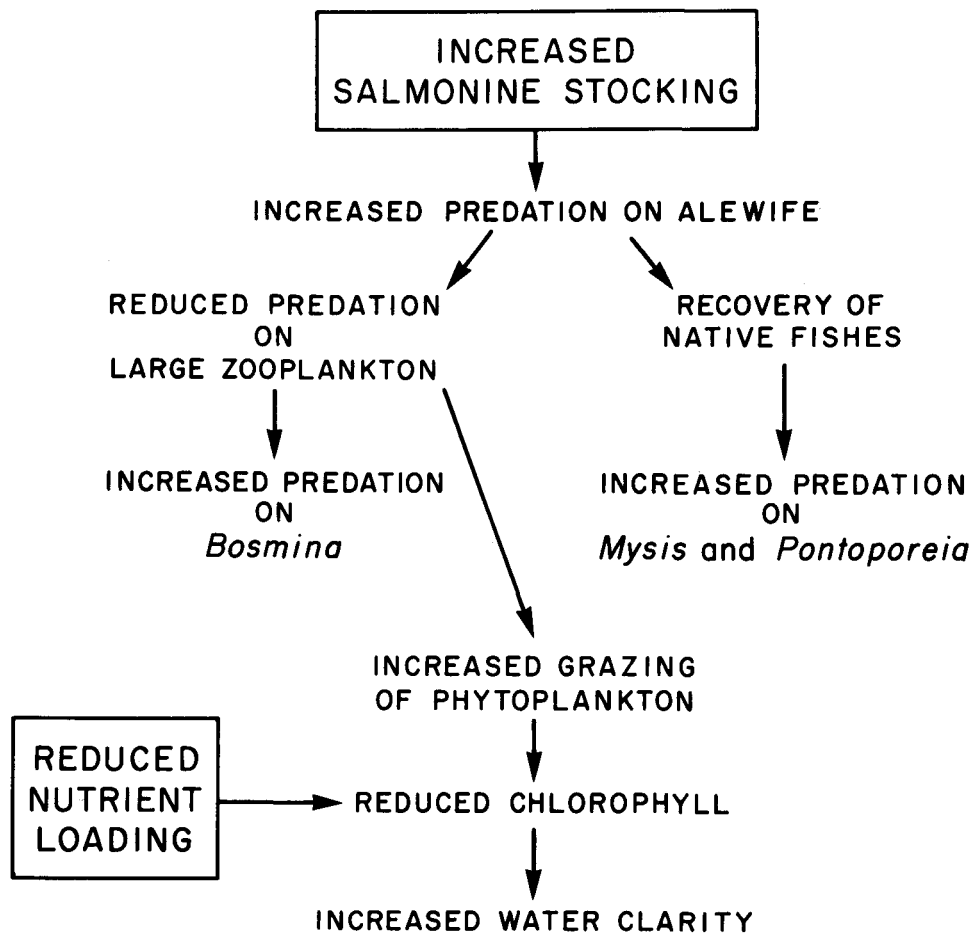 INCREASED
SALMONINE STOCKING
INCREASED PREDATION ON ALEWIFE
REDUCED PREDATION
ON
LARGE ZOOPLANKTON
RECOVERY OF
NATIVE FISHES
INCREASED PREDATION
ON
Bosmina
INCREASED PREDATION
ON
Mysis and Pontoporeia
INCREASED GRAZING
OF PHYTOPLANKTON
REDUCED
NUTRIENT
LOADING
REDUCED CHLOROPHYLL
INCREASED WATER CLARITY